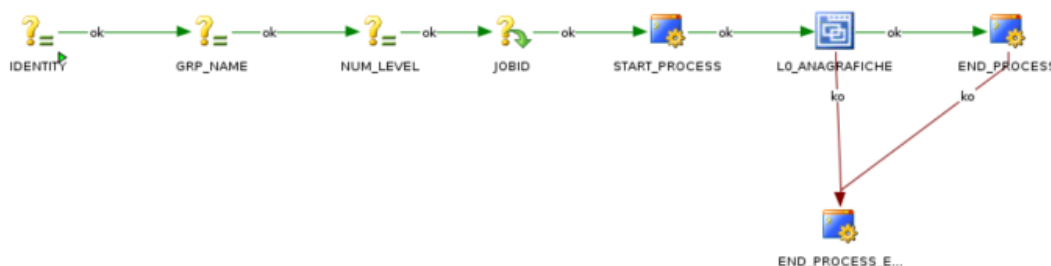 ok ok ok ok ok ok
IDENTITY GRP_NAME NUM_LEVEL JOBID START_PROCESS L0_ANAGRAFICHE END_PROCESS
ko ko
END_PROCESS_E...